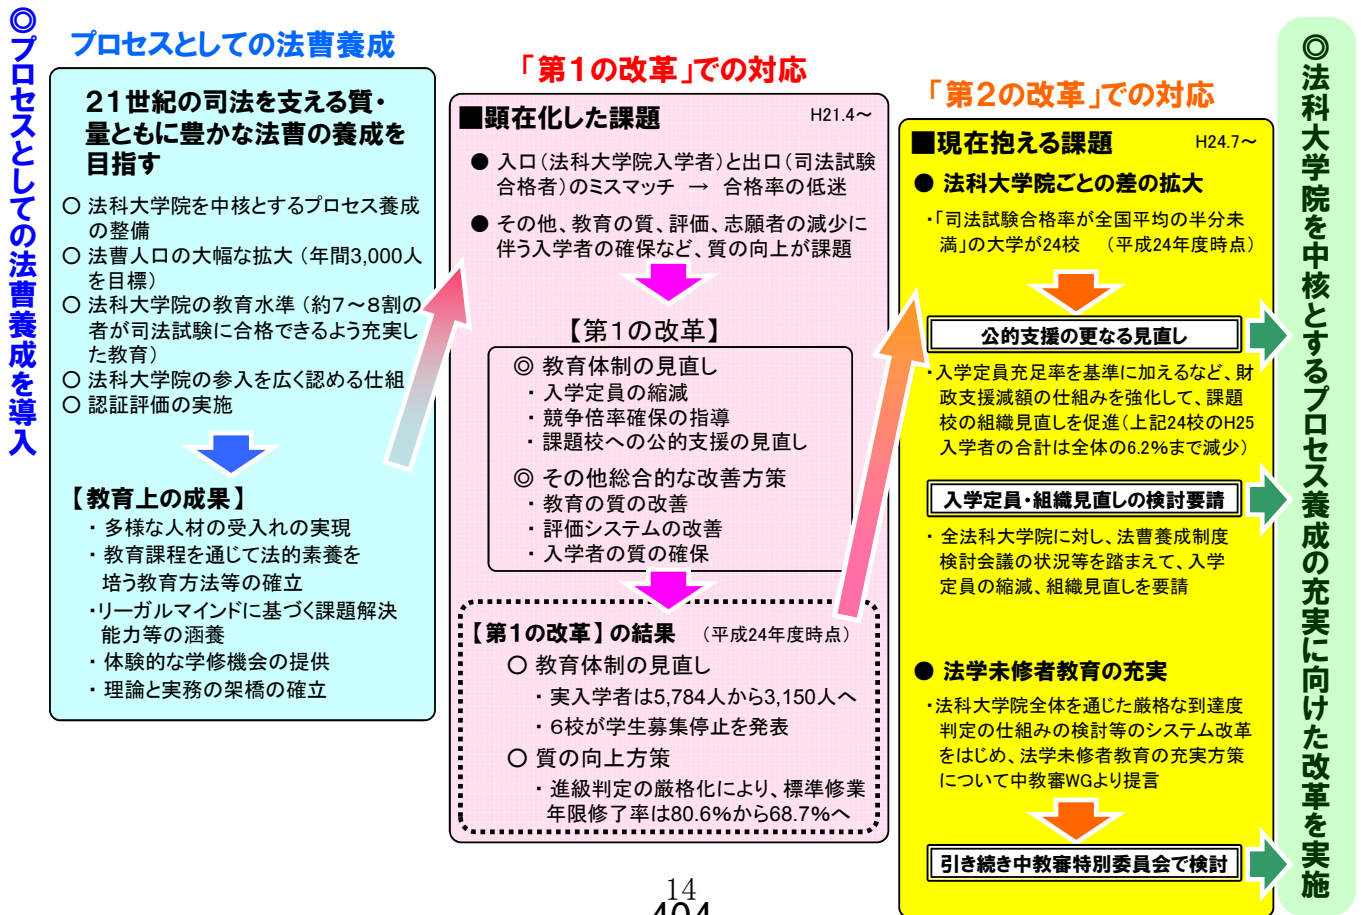 ◎プロセスとしての法曹養成を導入
プロセスとしての法曹養成
21世紀の司法を支える質・
量ともに豊かな法曹の養成を
目指す
○ 法科大学院を中核とするプロセス養成
の整備
○ 法曹人口の大幅な拡大（年間3,000人
を目標）
○ 法科大学院の教育水準（約7～8割の
者が司法試験に合格できるよう充実し
た教育）
○ 法科大学院の参入を広く認める仕組
○ 認証評価の実施
【教育上の成果】
・ 多様な人材の受入れの実現
・ 教育課程を通じて法的素養を
培う教育方法等の確立
・リーガルマインドに基づく課題解決
能力等の涵養
・ 体験的な学修機会の提供
・ 理論と実務の架橋の確立
「第1の改革」での対応
■顕在化した課題 H21.4～
● 入口（法科大学院入学者）と出口（司法試験
合格者）のミスマッチ → 合格率の低迷
● その他、教育の質、評価、志願者の減少に
伴う入学者の確保など、質の向上が課題
【第1の改革】
◎ 教育体制の見直し
・ 入学定員の縮減
・ 競争倍率確保の指導
・ 課題校への公的支援の見直し
◎ その他総合的な改善方策
・ 教育の質の改善
・ 評価システムの改善
・ 入学者の質の確保
【第1の改革】の結果 （平成24年度時点）
○ 教育体制の見直し
・ 実入学者は5,784人から3,150人へ
・ 6校が学生募集停止を発表
○ 質の向上方策
・ 進級判定の厳格化により、標準修業
年限修了率は80.6%から68.7%へ
「第2の改革」での対応
■現在抱える課題 H24.7～
● 法科大学院ごとの差の拡大
・「司法試験合格率が全国平均の半分未
満」の大学が24校 （平成24年度時点）
公的支援の更なる見直し
・入学定員充足率を基準に加えるなど、財
政支援減額の仕組みを強化して、課題
校の組織見直しを促進（上記24校のH25
入学者の合計は全体の6.2%まで減少）
入学定員・組織見直しの検討要請
・ 全法科大学院に対し、法曹養成制度
検討会議の状況等を踏まえて、入学
定員の縮減、組織見直しを要請
● 法学未修者教育の充実
・法科大学院全体を通じた厳格な到達度
判定の仕組みの検討等のシステム改革
をはじめ、法学未修者教育の充実方策
について中教審WGより提言
引き続き中教審特別委員会で検討
◎法科大学院を中核とするプロセス養成の充実に向けた改革を実施
14
404